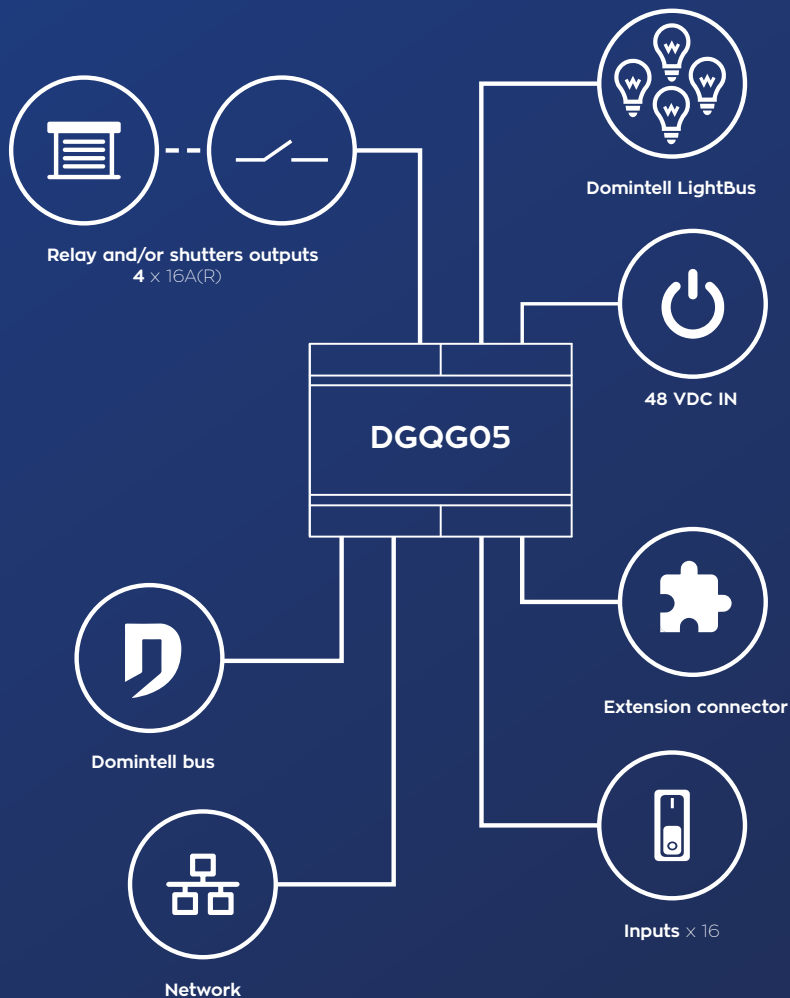 Domintell LightBus
Relay and/or shutters outputs
4 x 16A(R)
48 VDC IN
DGQG05
Extension connector
Domintell bus
Inputs x 16
Network